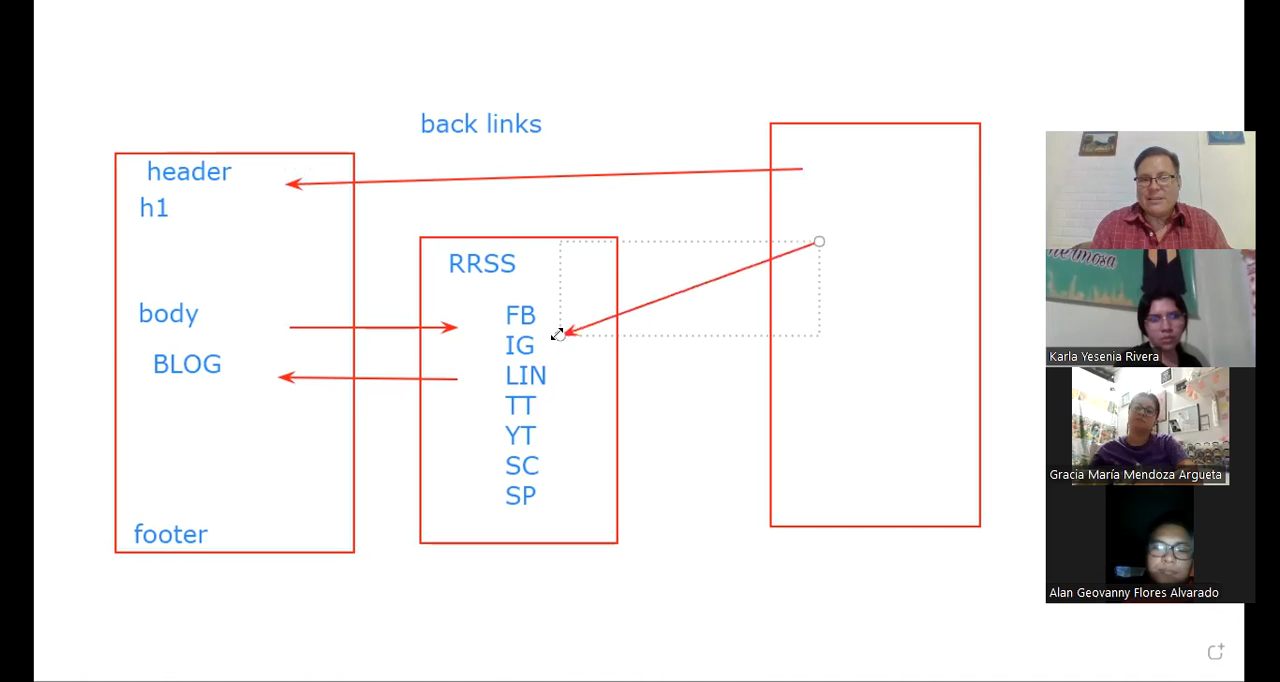 back links
header
h1
body
BLOG
footer
RRSS
FB
IG
LIN
TT
YT
SC
SP
hermosa
Karla Yesenia Rivera
Gracia María Mendoza Argueta
Alan Geovanny Flores Alvarado